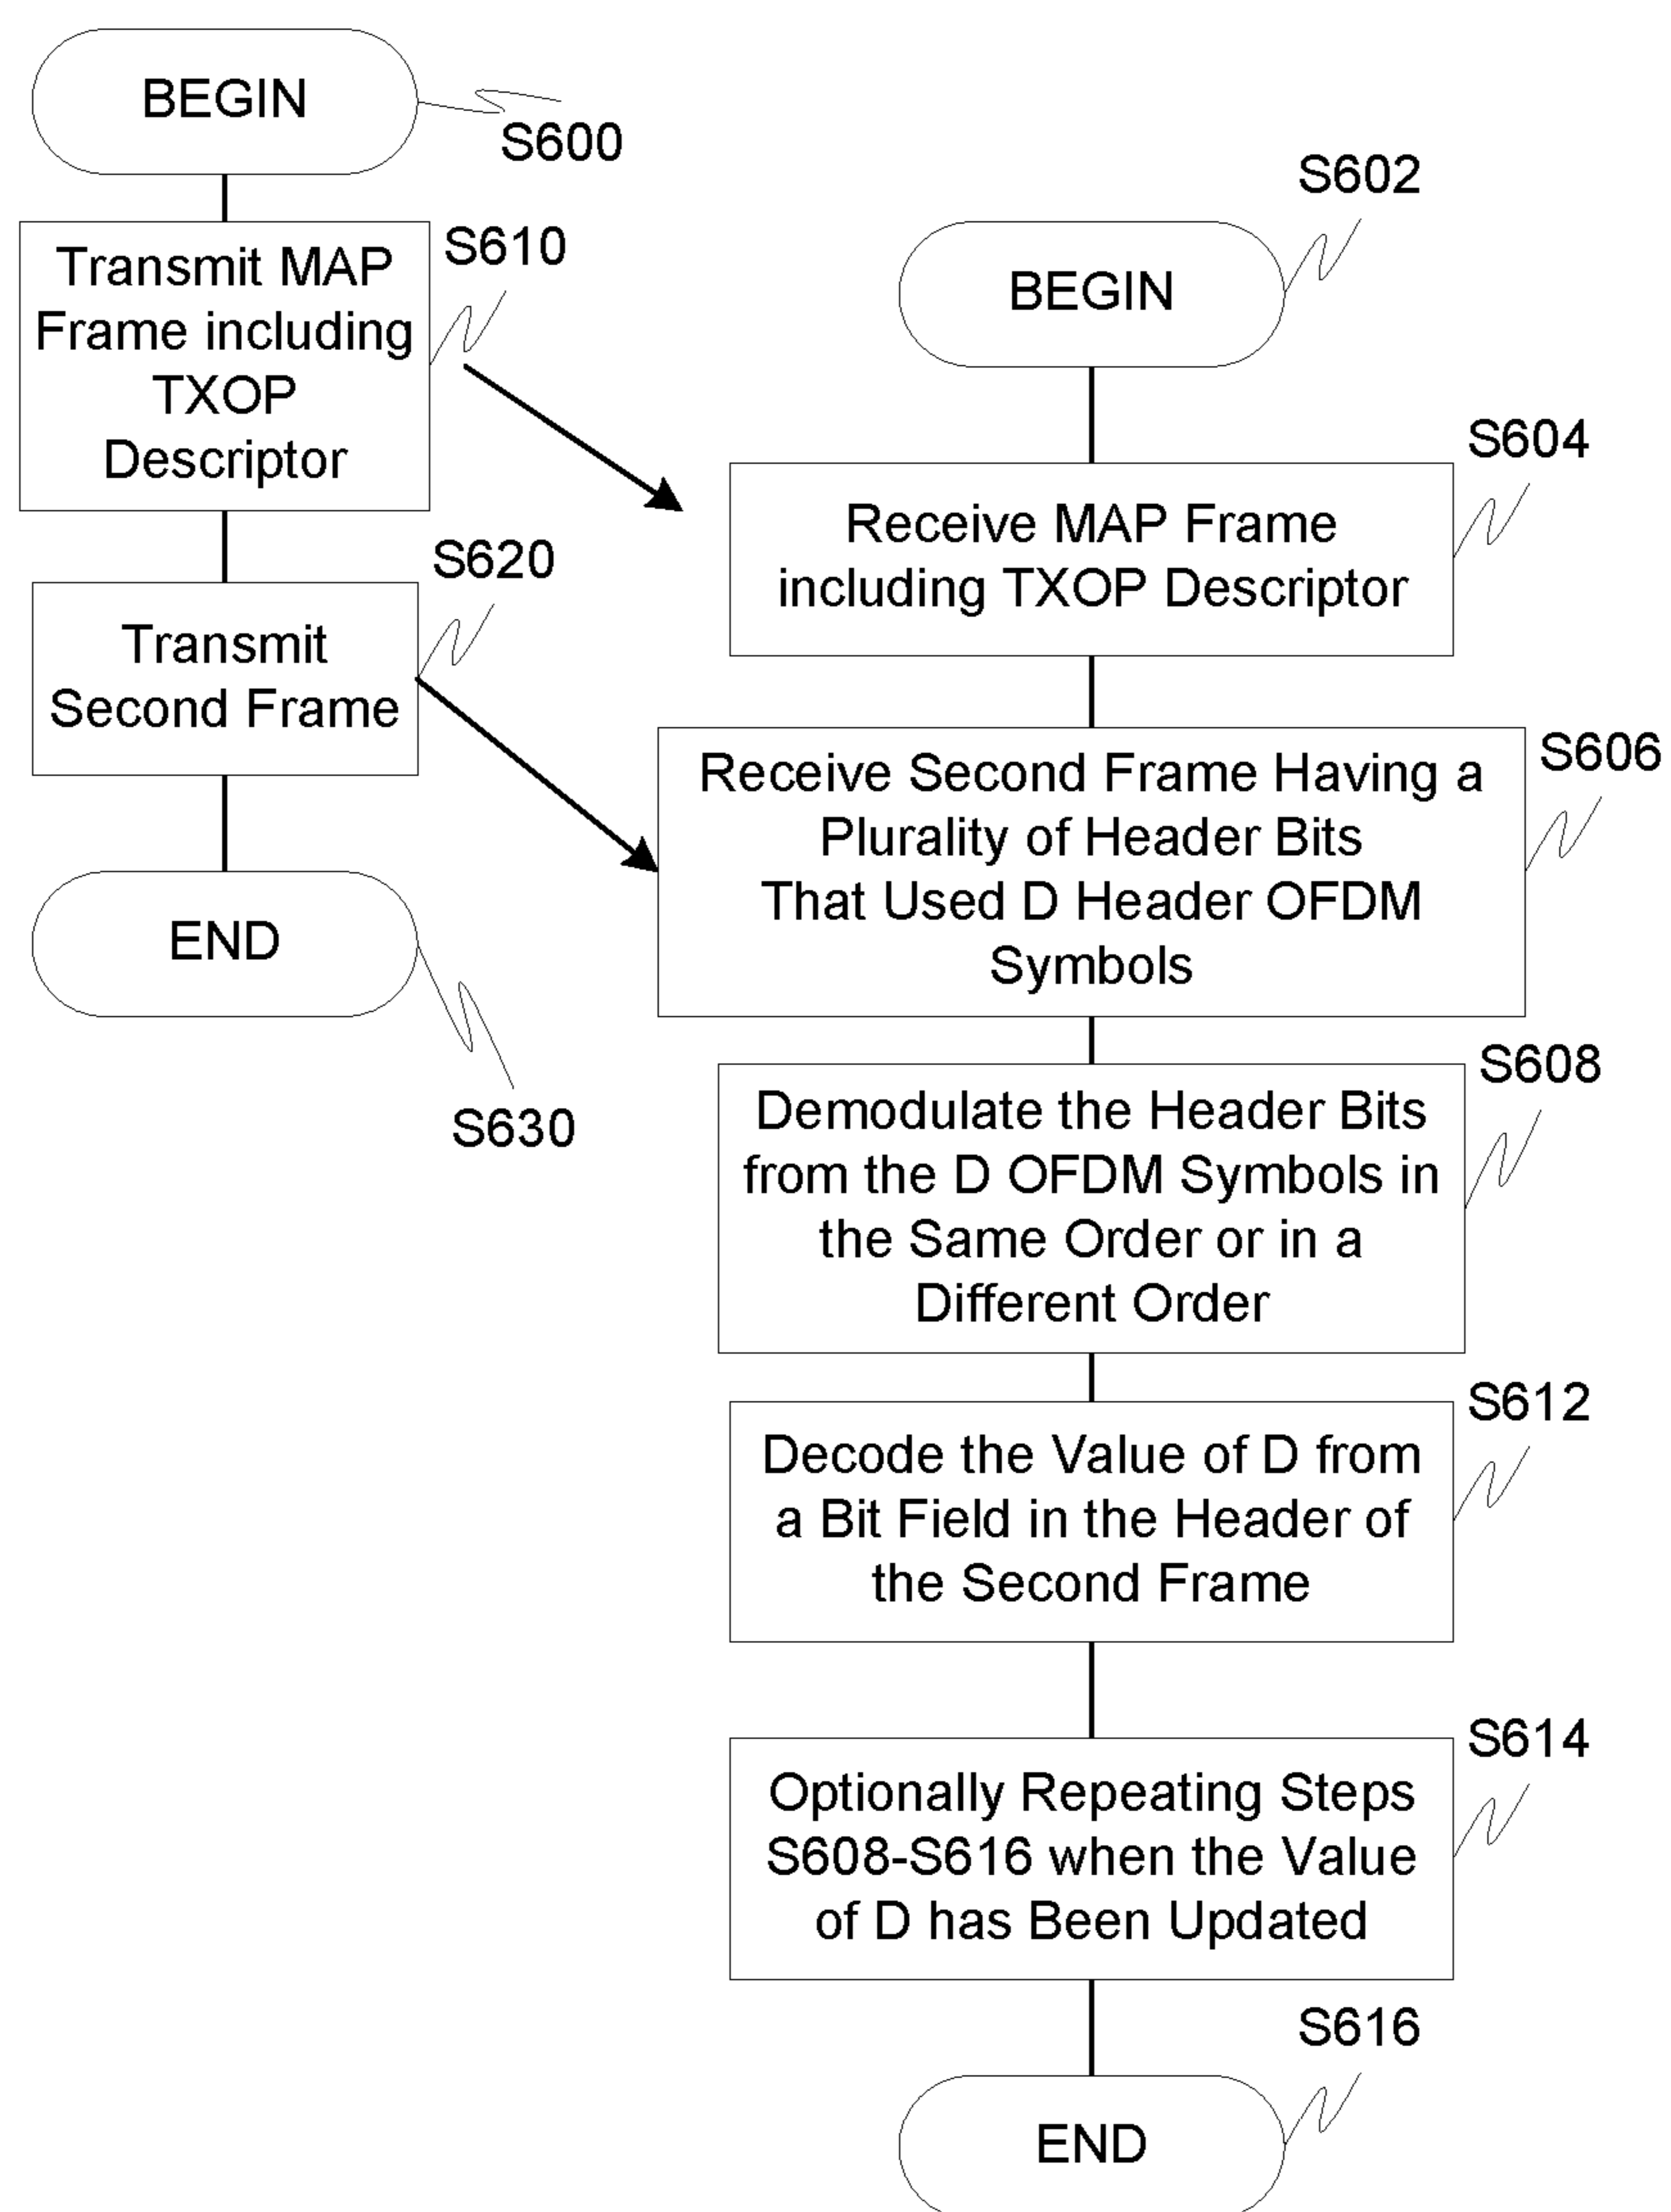 BEGIN
S600
Transmit MAP
Frame including
TXOP
Descriptor
S610
Transmit
Second Frame
S620
END
S630
BEGIN
S602
Receive MAP Frame
including TXOP Descriptor
S604
Receive Second Frame Having a
Plurality of Header Bits
That Used D Header OFDM
Symbols
S606
Demodulate the Header Bits
from the D OFDM Symbols in
the Same Order or in a
Different Order
S608
Decode the Value of D from
a Bit Field in the Header of
the Second Frame
S612
Optionally Repeating Steps
S608-S616 when the Value
of D has Been Updated
S614
END
S616